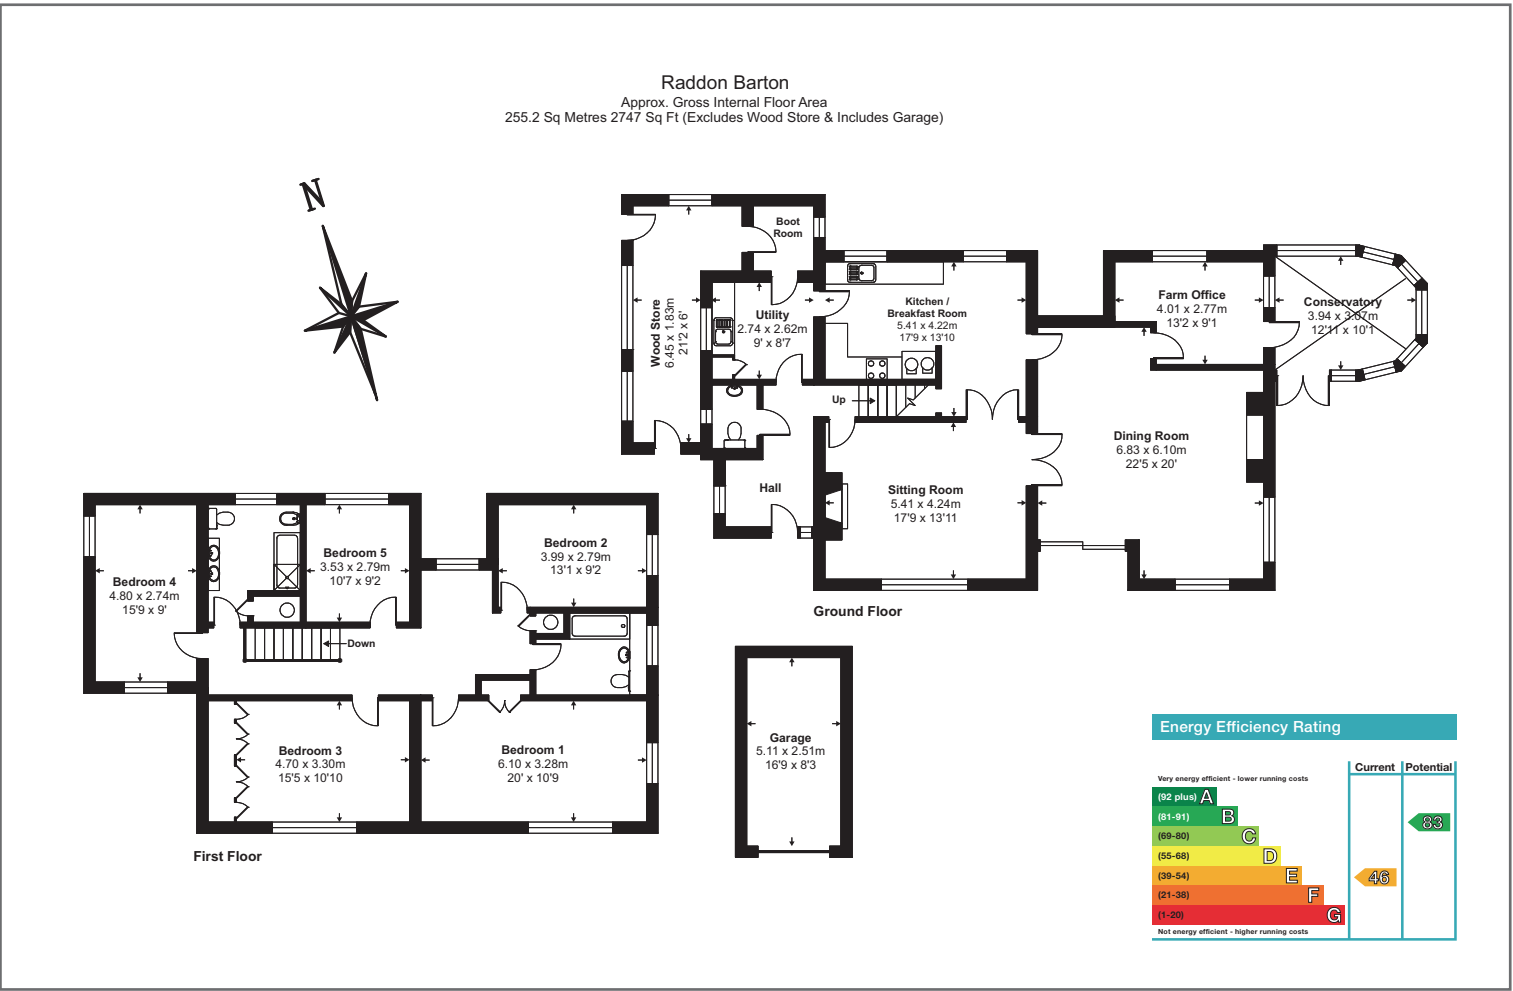 Raddon Barton
Approx. Gross Internal Floor Area
255.2 Sq Metres 2747 Sq Ft (Excludes Wood Store & Includes Garage)
N
Boot
Room
Wood Store
6.45 x 1.83m
21'2 x 6'
Utility
2.74 x 2.62m
9' x 8'7
Kitchen /
Breakfast Room
5.41 x 4.22m
17'9 x 13'10
Farm Office
4.01 x 2.77m
13'2 x 9'1
Conservatory
3.94 x 3.07m
12'11 x 10'1
Up
Dining Room
6.83 x 6.10m
22'5 x 20'
Hall
Sitting Room
5.41 x 4.24m
17'9 x 13'11
Ground Floor
Bedroom 4
4.80 x 2.74m
15'9 x 9'
Bedroom 5
3.53 x 2.79m
10'7 x 9'2
Bedroom 2
3.99 x 2.79m
13'1 x 9'2
Down
Bedroom 3
4.70 x 3.30m
15'5 x 10'10
Bedroom 1
6.10 x 3.28m
20' x 10'9
First Floor
Garage
5.11 x 2.51m
16'9 x 8'3
Energy Efficiency Rating
Current Potential
Very energy efficient - lower running costs
(92 plus) A
(81-91) B
83
(69-80) C
(55-68) D
(39-54) E
46
(21-38) F
(1-20) G
Not energy efficient - higher running costs